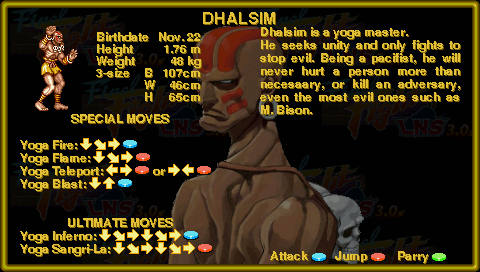 DHALSIM
Birthdate Nov. 22
Height 1.76 m
Weight 48 kg
3-size B 107cm
W 46cm
H 65cm
Dhalsim is a yoga master.
He seeks unity and only fights to
stop evil. Being a pacifist, he will
never hurt a person more than
necesaary, or kill an adversary,
even the most evil ones such as
M. Bison.
SPECIAL MOVES
Yoga Fire:
Yoga Flame:
Yoga Teleport: or
Yoga Blast:
ULTIMATE MOVES
Yoga Inferno:
Yoga Sangri-La:
Attack Jump Parry